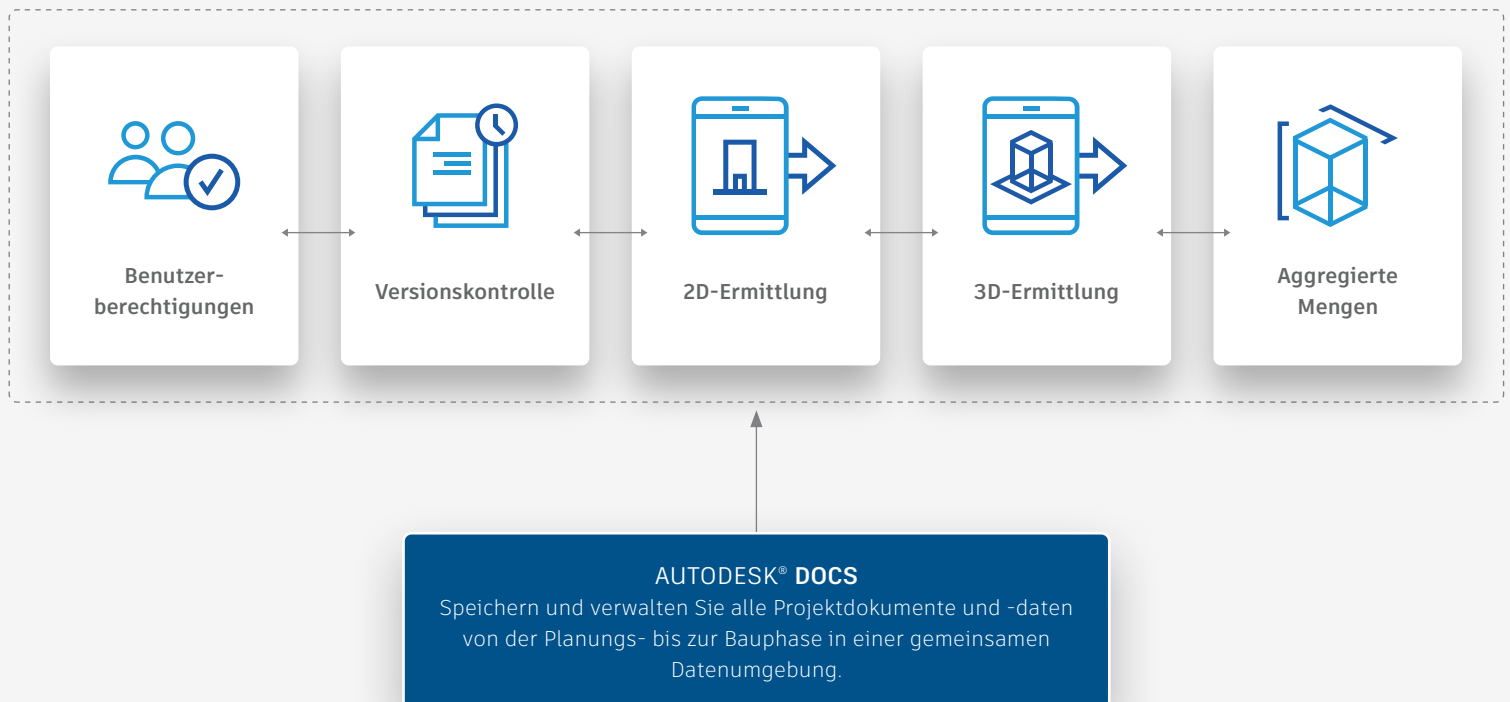 Benutzer-
berechtigungen
Versionskontrolle
2D-Ermittlung
3D-Ermittlung
Aggregierte
Mengen
AUTODESK® DOCS
Speichern und verwalten Sie alle Projektdokumente und -daten
von der Planungs- bis zur Bauphase in einer gemeinsamen
Datenumgebung.